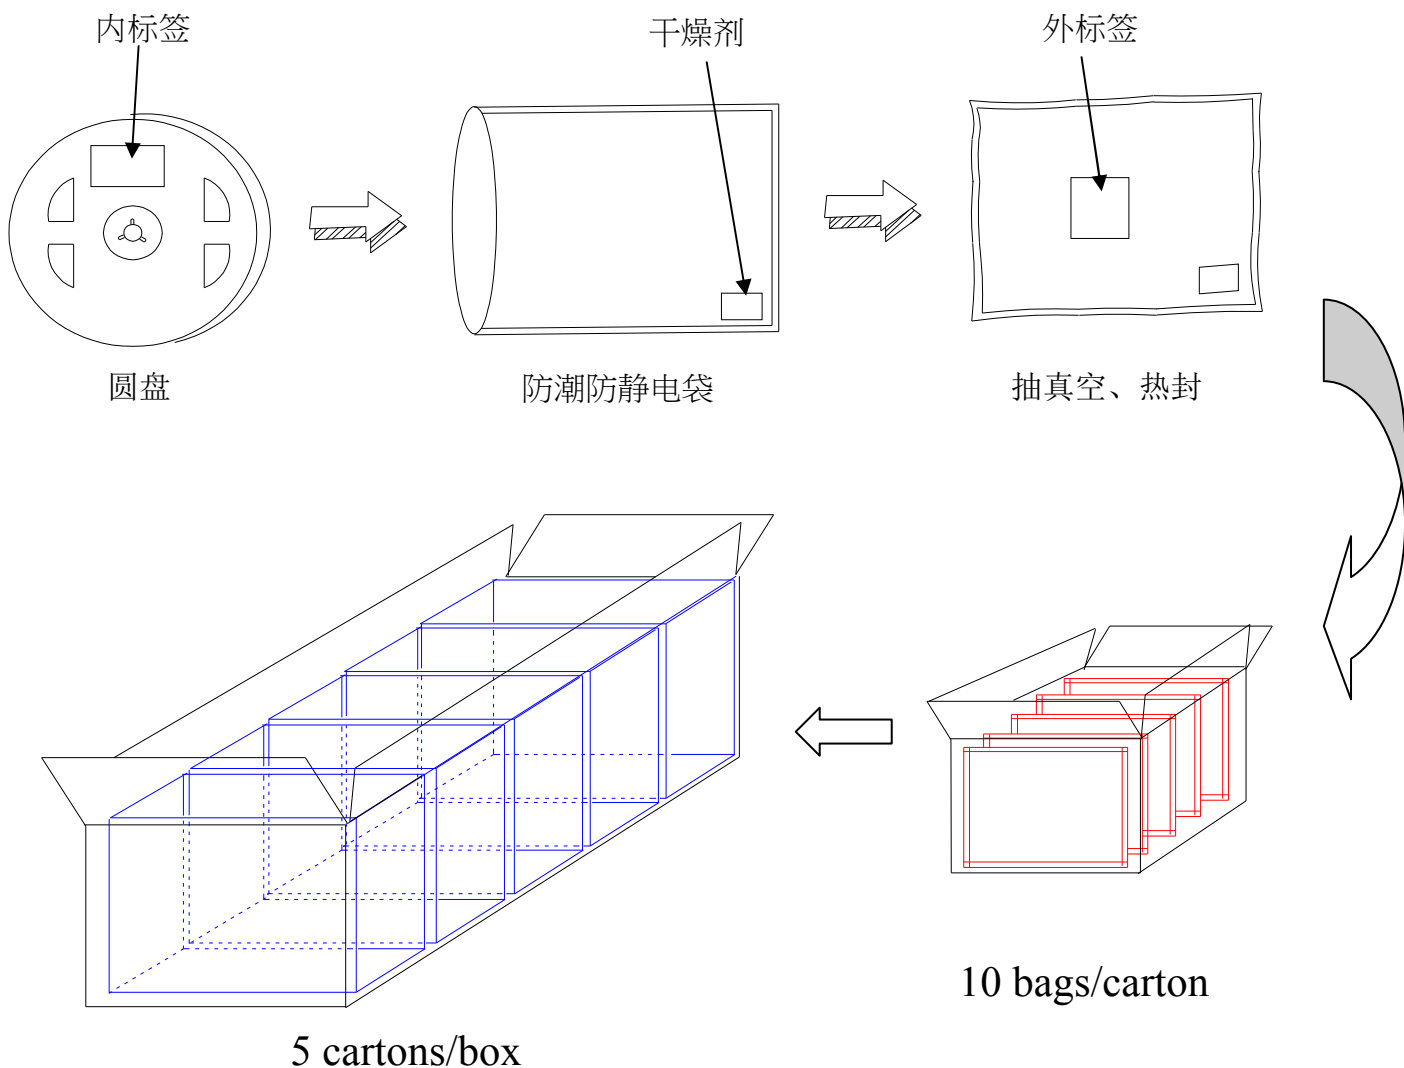 内标签
干燥剂
外标签
圆盘
防潮防静电袋
抽真空、热封
10 bags/carton
5 cartons/box